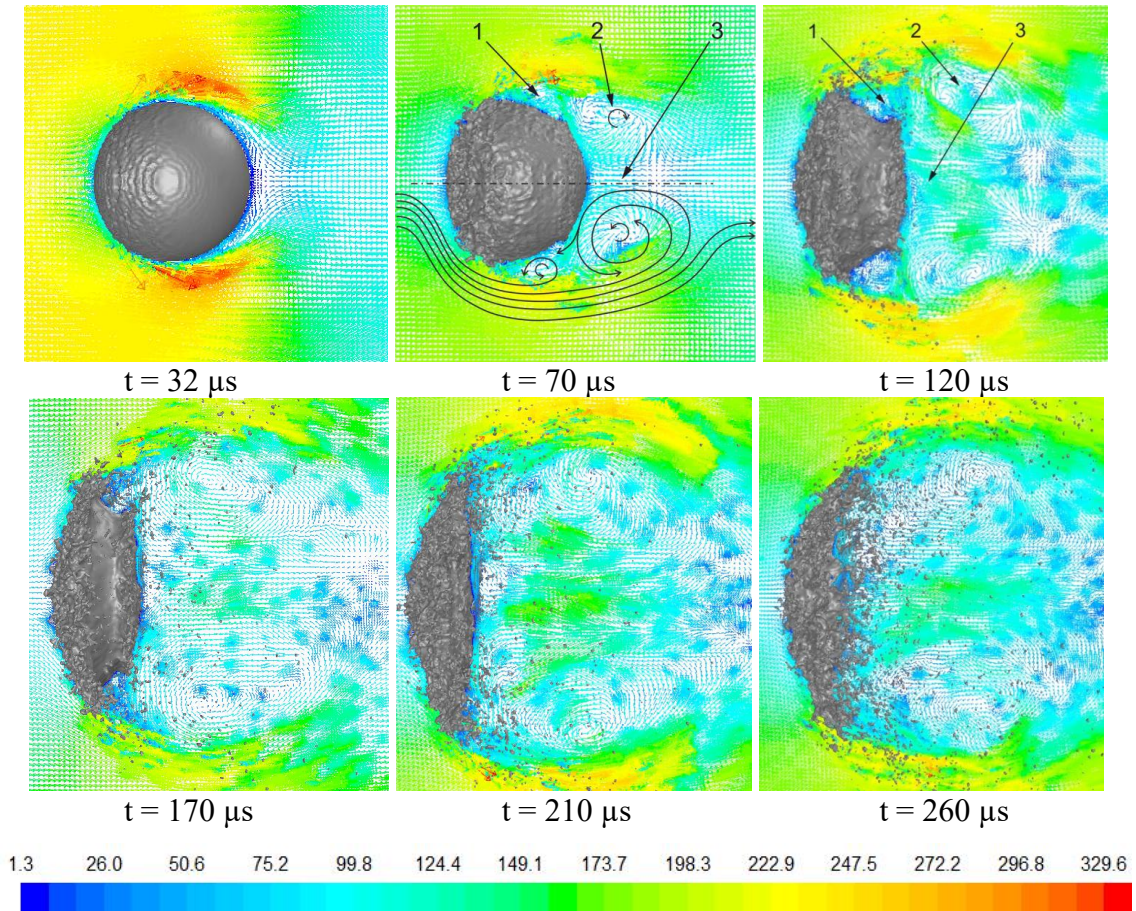 1 2 3
1 2 3
t = 32 µs t = 70 µs t = 120 µs
t = 170 µs t = 210 µs t = 260 µs
1.3 26.0 50.6 75.2 99.8 124.4 149.1 173.7 198.3 222.9 247.5 272.2 296.8 329.6